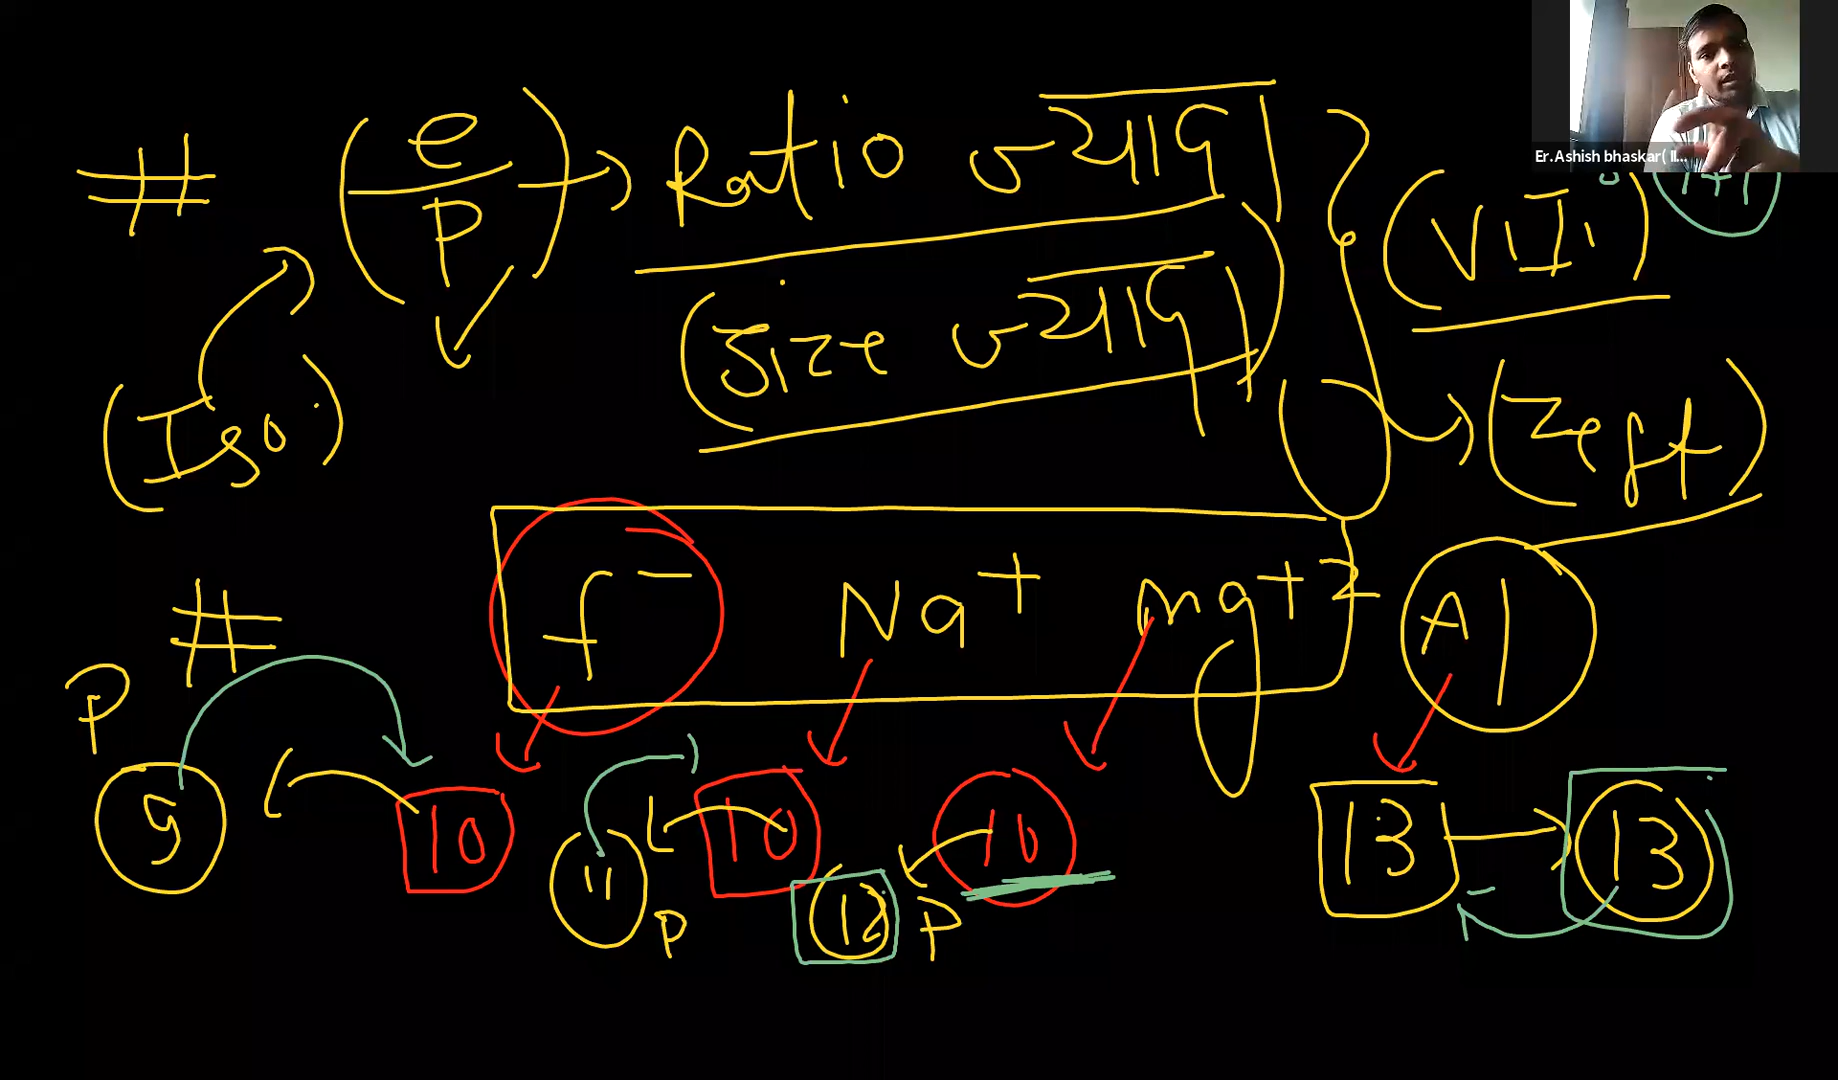 # (e/P) → Ratio ज्यादा
Er.Ashish bhaskar( II...
(V.I.)
(size ज्यादा)
(Iso.)
(Zeff)
# F⁻ Na⁺ Mg⁺² Al
P
9 10 11 P 10 12 P 10 13 13